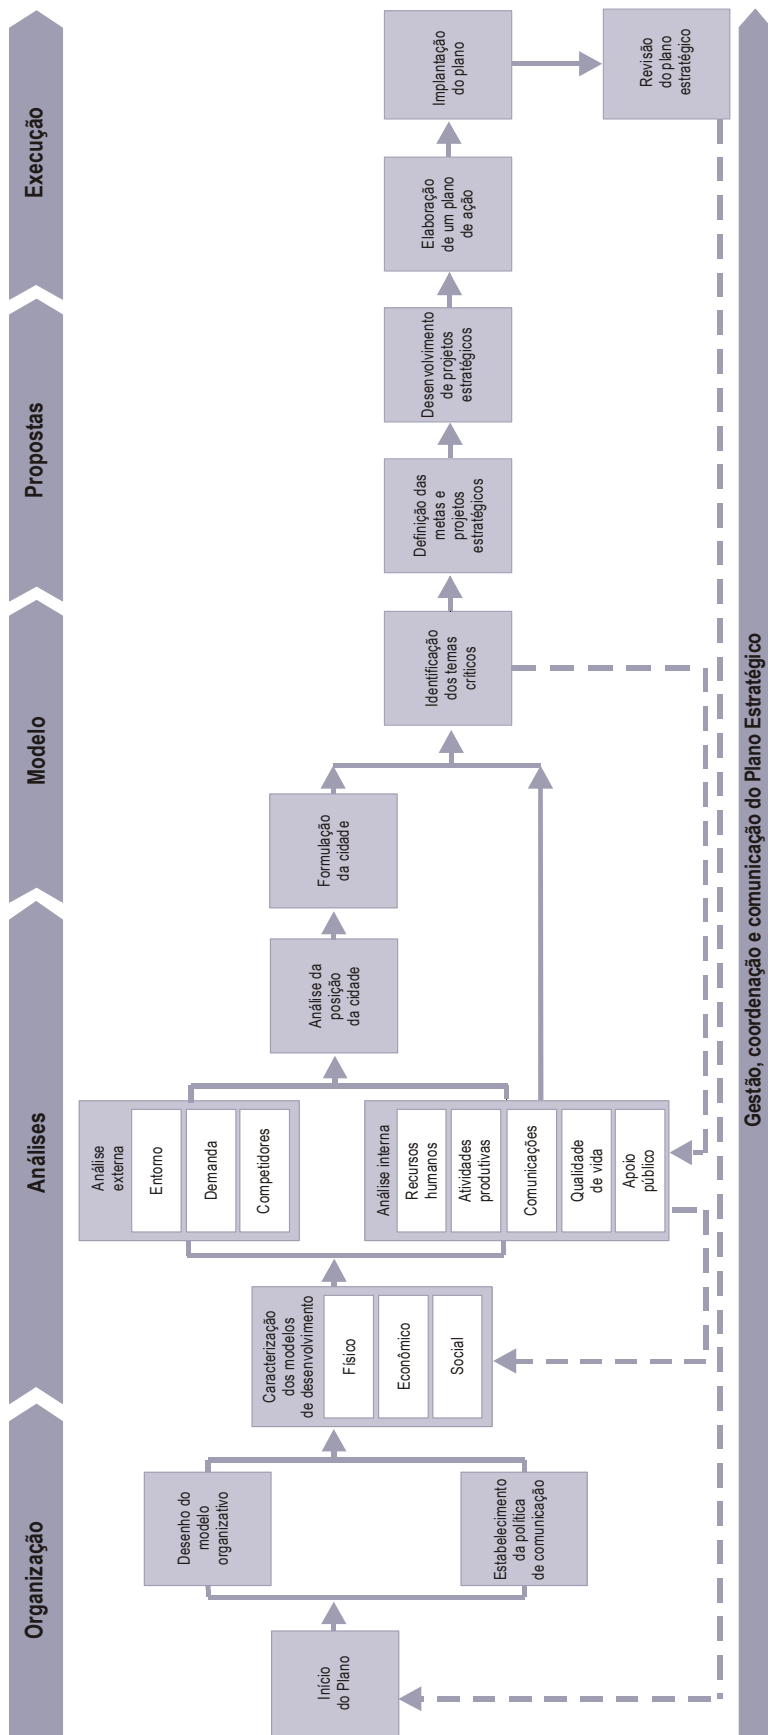 Organização
Análises
Modelo
Propostas
Execução
Início
do Plano
Desenho do
modelo
organizativo
Estabelecimento
da política
de comunicação
Caracterização
dos modelos
de desenvolvimento
Físico
Econômico
Social
Análise
externa
Entorno
Demanda
Competidores
Análise interna
Recursos
humanos
Atividades
produtivas
Comunicações
Qualidade
de vida
Apoio
público
Análise da
posição
da cidade
Formulação
da cidade
Identificação
dos temas
críticos
Definição das
metas e
projetos
estratégicos
Desenvolvimento
de projetos
estratégicos
Elaboração
de um plano
de ação
Implantação
do plano
Revisão
do plano
estratégico
Gestão, coordenação e comunicação do Plano Estratégico